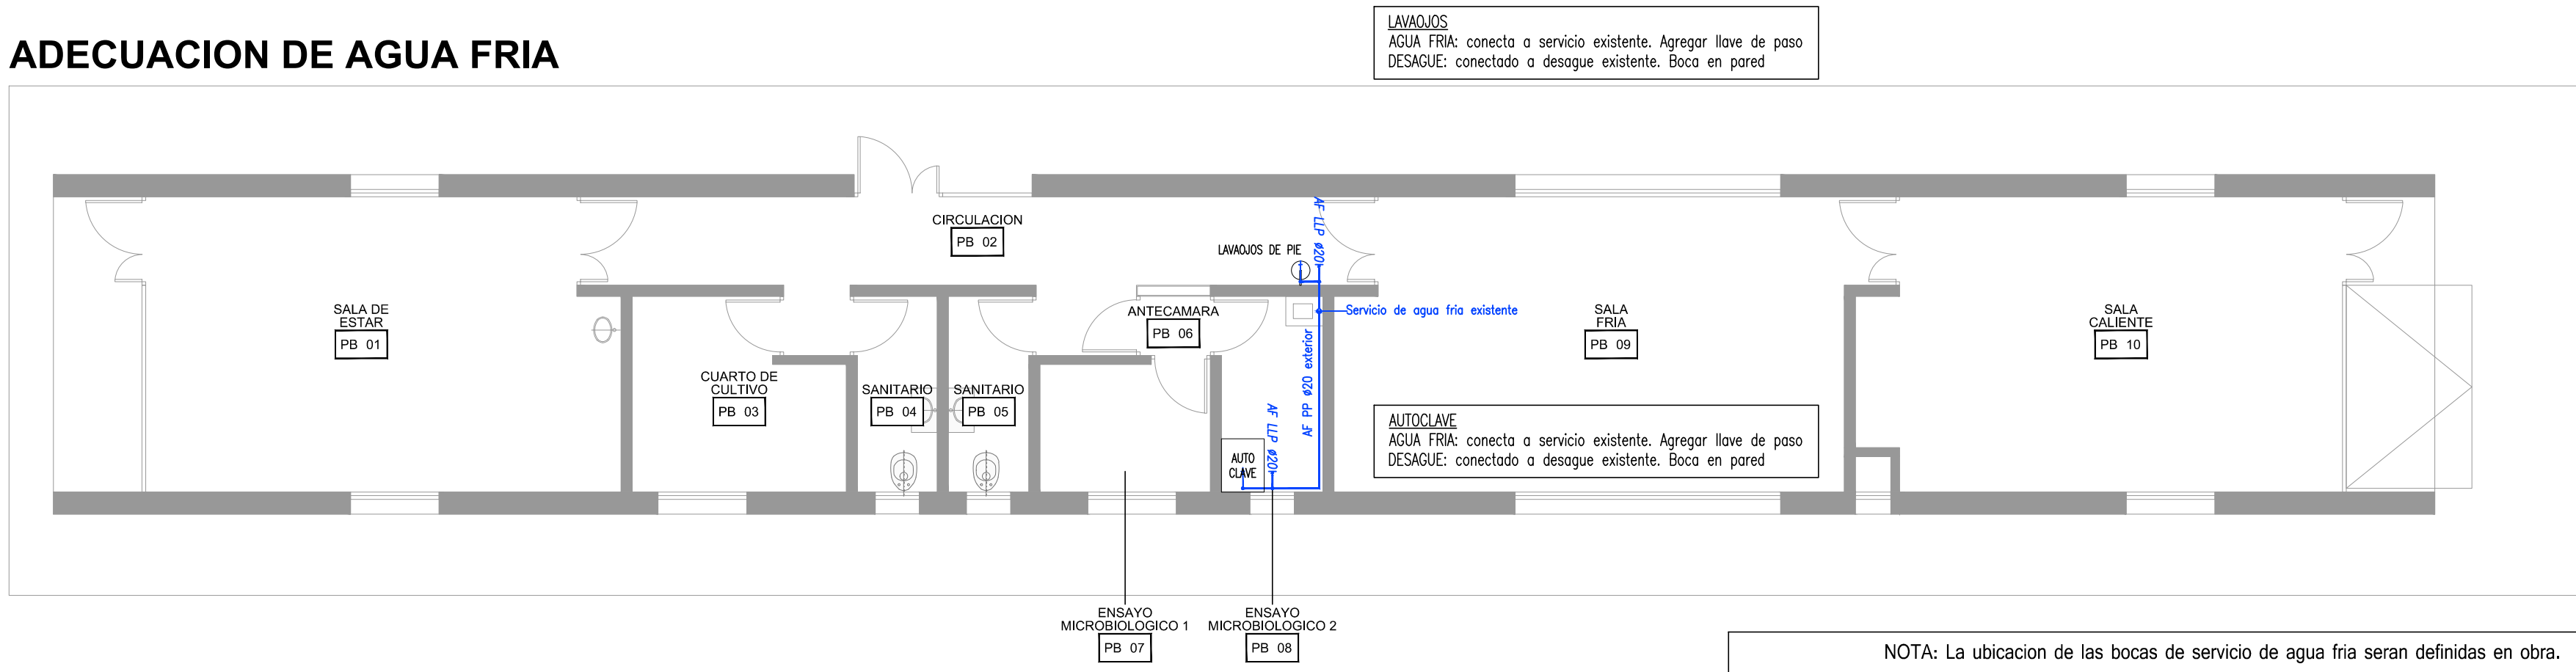 ADECUACION DE AGUA FRIA
LAVAOJOS
AGUA FRIA: conecta a servicio existente. Agregar llave de paso
DESAGUE: conectado a desague existente. Boca en pared
CIRCULACION
PB 02
LAVAOJOS DE PIE
AF LLP ø20
SALA DE
ESTAR
PB 01
ANTECAMARA
PB 06
Servicio de agua fria existente
SALA
FRIA
PB 09
SALA
CALIENTE
PB 10
CUARTO DE
CULTIVO
PB 03
SANITARIO
PB 04
SANITARIO
PB 05
AF PP ø20 exterior
AF LLP ø20
AUTO
CLAVE
AUTOCLAVE
AGUA FRIA: conecta a servicio existente. Agregar llave de paso
DESAGUE: conectado a desague existente. Boca en pared
ENSAYO
MICROBIOLOGICO 1
PB 07
ENSAYO
MICROBIOLOGICO 2
PB 08
NOTA: La ubicacion de las bocas de servicio de agua fria seran definidas en obra.